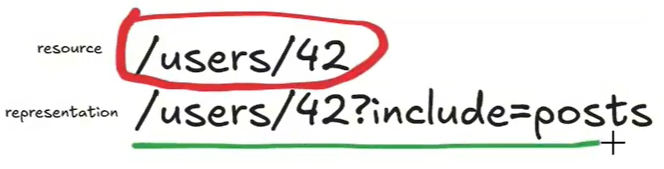 resource /users/42
representation /users/42?include=posts